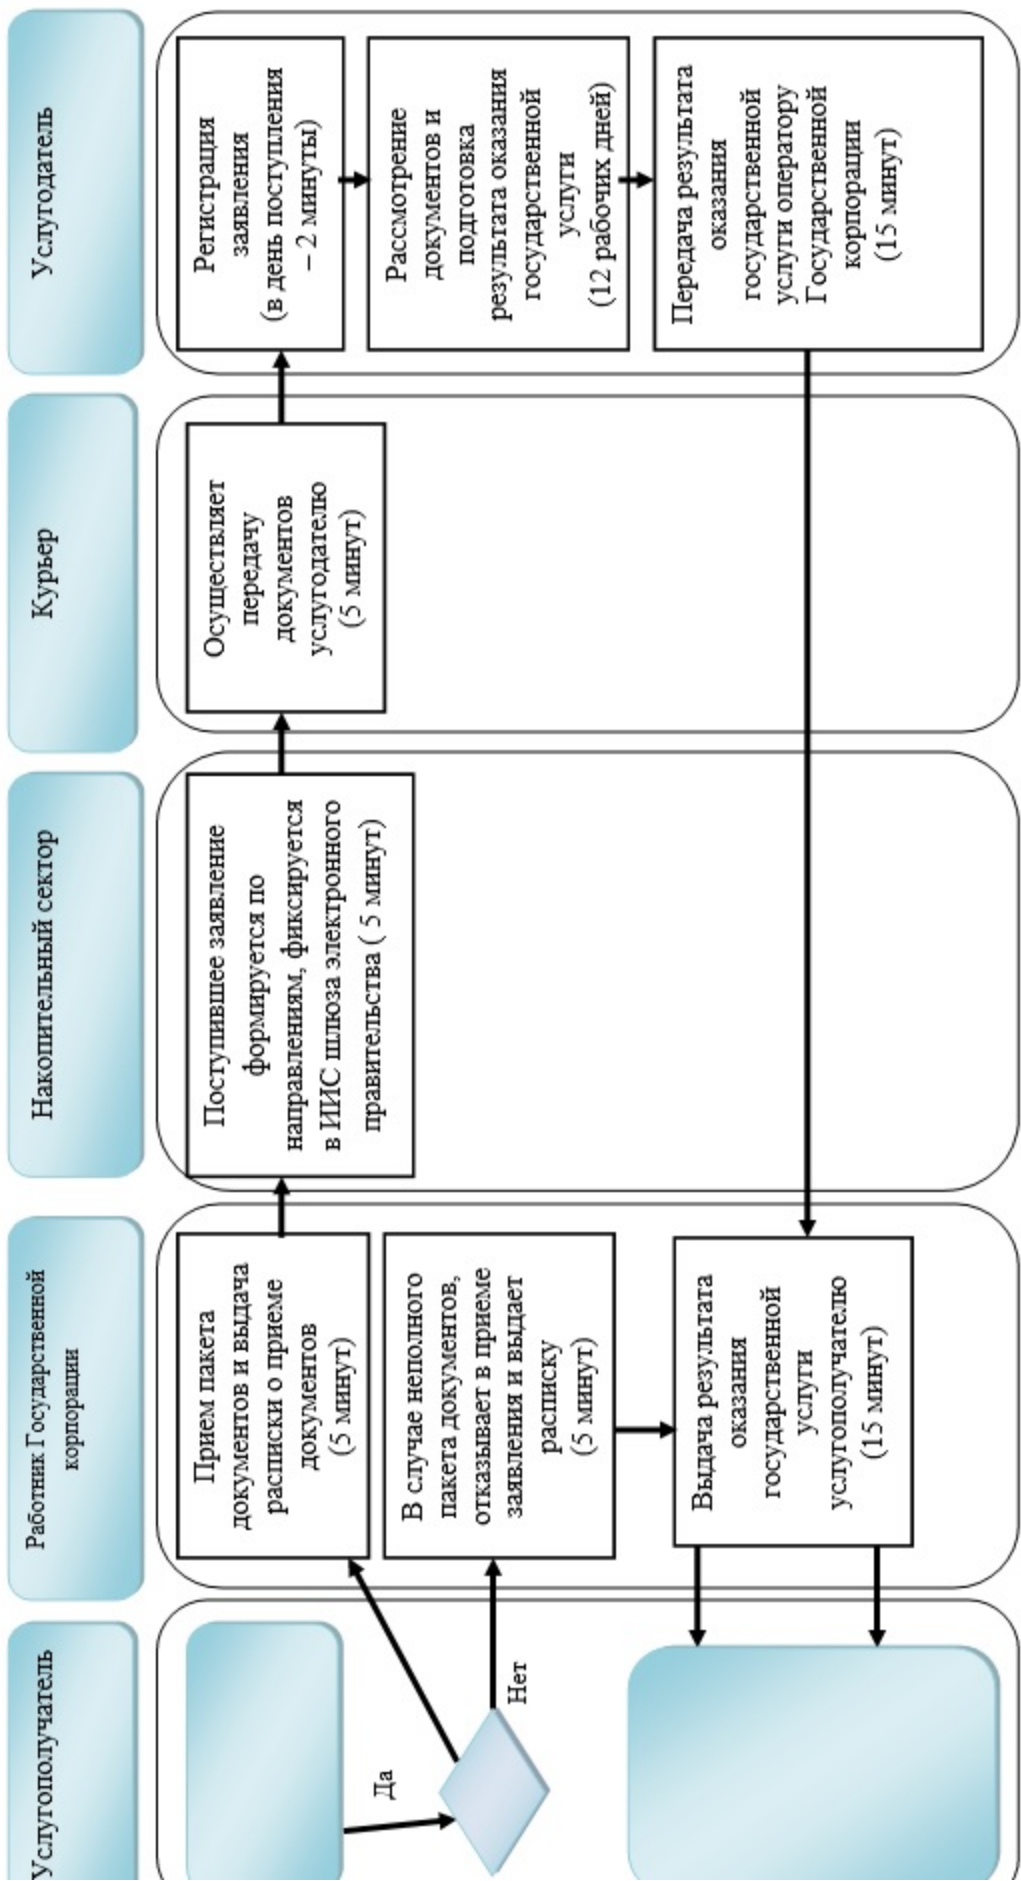 Услугополучатель
Работник Государственной
корпорации
Накопительный сектор
Курьер
Услугодатель
Да
Нет
Прием пакета
документов и выдача
расписки о приеме
документов
(5 минут)
В случае неполного
пакета документов,
отказывает в приеме
заявления и выдает
расписку
(5 минут)
Выдача результата
оказания
государственной
услуги
услугополучателю
(15 минут)
Поступившее заявление
формируется по
направлениям, фиксируется
в ИИС шлюза электронного
правительства ( 5 минут)
Осуществляет
передачу
документов
услугодателю
(5 минут)
Регистрация
заявления
(в день поступления
– 2 минуты)
Рассмотрение
документов и
подготовка
результата оказания
государственной
услуги
(12 рабочих дней)
Передача результата
оказания
государственной
услуги оператору
Государственной
корпорации
(15 минут)